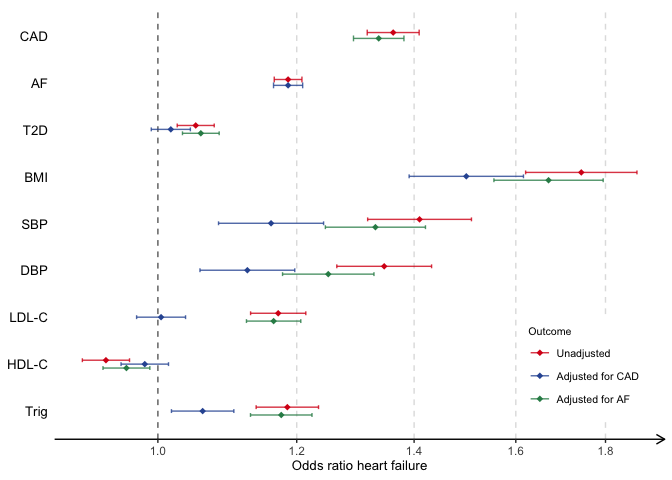 CAD
AF
T2D
BMI
SBP
DBP
LDL-C
HDL-C
Trig
Outcome
Unadjusted
Adjusted for CAD
Adjusted for AF
1.0 1.2 1.4 1.6 1.8
Odds ratio heart failure